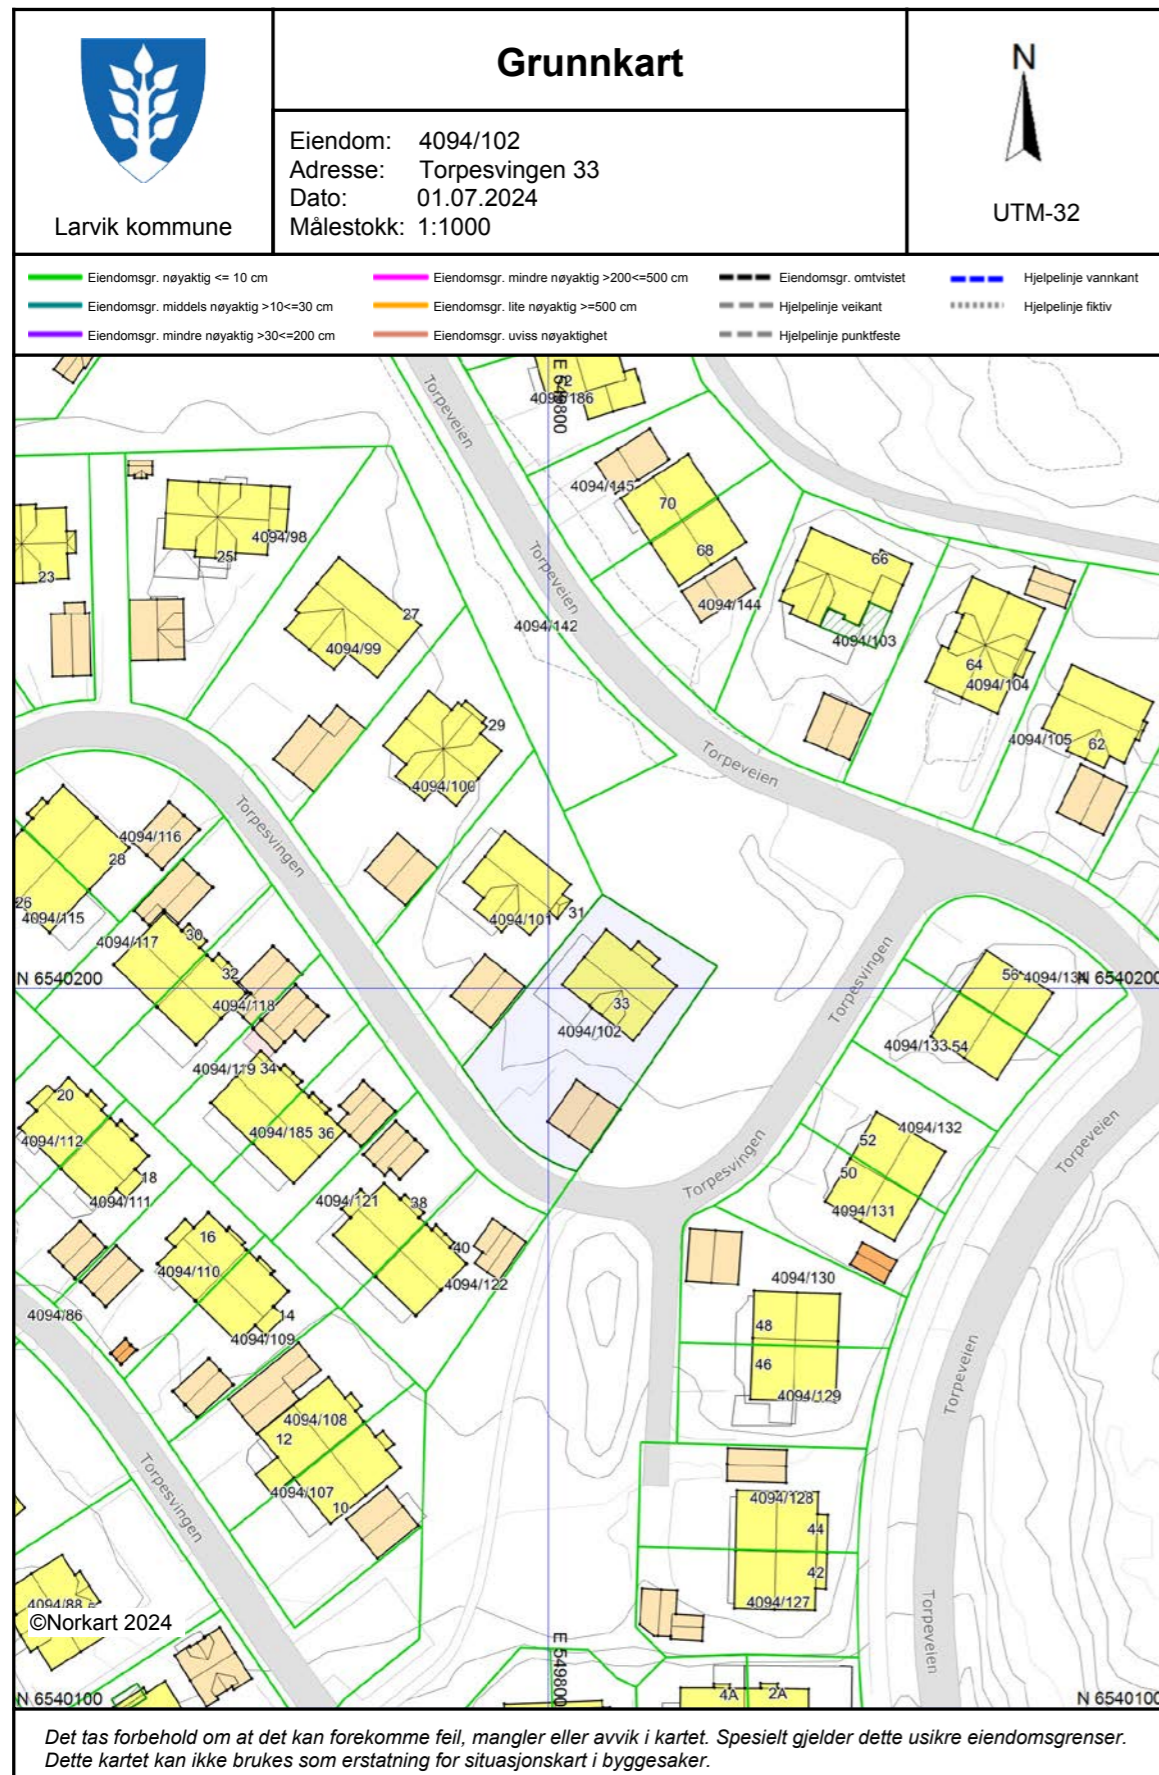 Grunnkart
Larvik kommune
Eiendom: 4094/102
Adresse: Torpesvingen 33
Dato: 01.07.2024
Målestokk: 1:1000
N
UTM-32
Eiendomsgr. nøyaktig <= 10 cm
Eiendomsgr. middels nøyaktig >10<=30 cm
Eiendomsgr. mindre nøyaktig >30<=200 cm
Eiendomsgr. mindre nøyaktig >200<=500 cm
Eiendomsgr. lite nøyaktig >=500 cm
Eiendomsgr. uviss nøyaktighet
Eiendomsgr. omtvistet
Hjelpelinje veikant
Hjelpelinje punktfeste
Hjelpelinje vannkant
Hjelpelinje fiktiv
E 549800
72
4094/186
Torpeveien
4094/145
70
68
4094/144
4094/98
25
23
27
4094/99
Torpeveien
4094/142
66
4094/103
64
4094/104
4094/105
62
29
4094/100
Torpeveien
Torpesvingen
4094/116
28
26
4094/115
4094/117
30
32
4094/118
4094/101
31
N 6540200
33
4094/102
Torpesvingen
56
4094/134
N 6540200
4094/133
54
4094/119
34
4094/185
36
20
4094/112
18
4094/111
4094/132
52
50
4094/131
Torpeveien
Torpesvingen
4094/121
38
40
4094/122
16
4094/110
14
4094/109
4094/86
4094/130
48
46
4094/129
Torpeveien
4094/108
12
4094/107
10
Torpesvingen
4094/128
44
42
4094/127
Torpeveien
4094/88
©Norkart 2024
E 549800
4A
2A
N 6540100
N 6540100
Det tas forbehold om at det kan forekomme feil, mangler eller avvik i kartet. Spesielt gjelder dette usikre eiendomsgrenser.
Dette kartet kan ikke brukes som erstatning for situasjonskart i byggesaker.